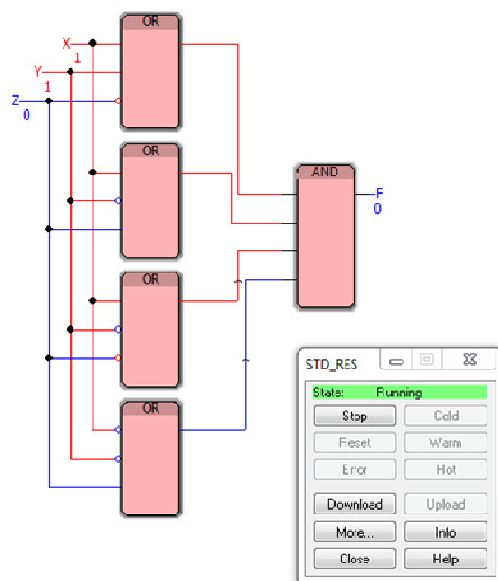 OR
X
1
Y
1
Z
0
OR
AND
F
0
OR
OR
STD_RES
State: Running
Stop Cold
Reset Warm
Error Hot
Download Upload
More... Info
Close Help